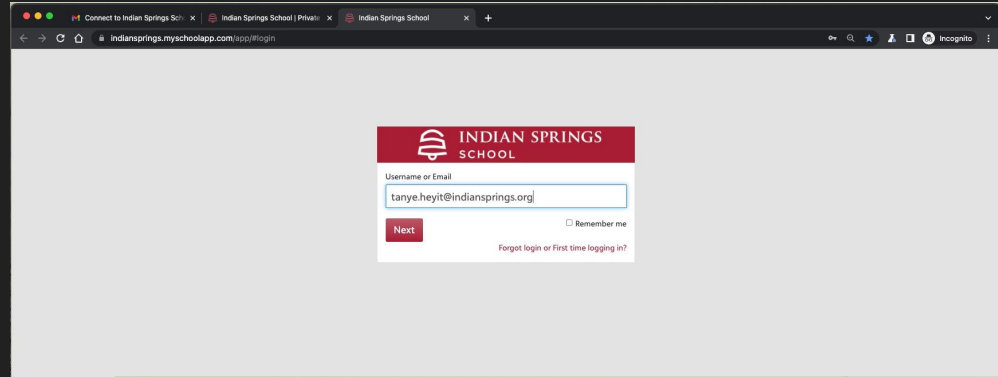 Connect to Indian Springs Sch
Indian Springs School | Private
Indian Springs School
indiansprings.myschoolapp.com/app/#login
Incognito
INDIAN SPRINGS
SCHOOL
Username or Email
tanye.heyit@indiansprings.org
Next
Remember me
Forgot login or First time logging in?